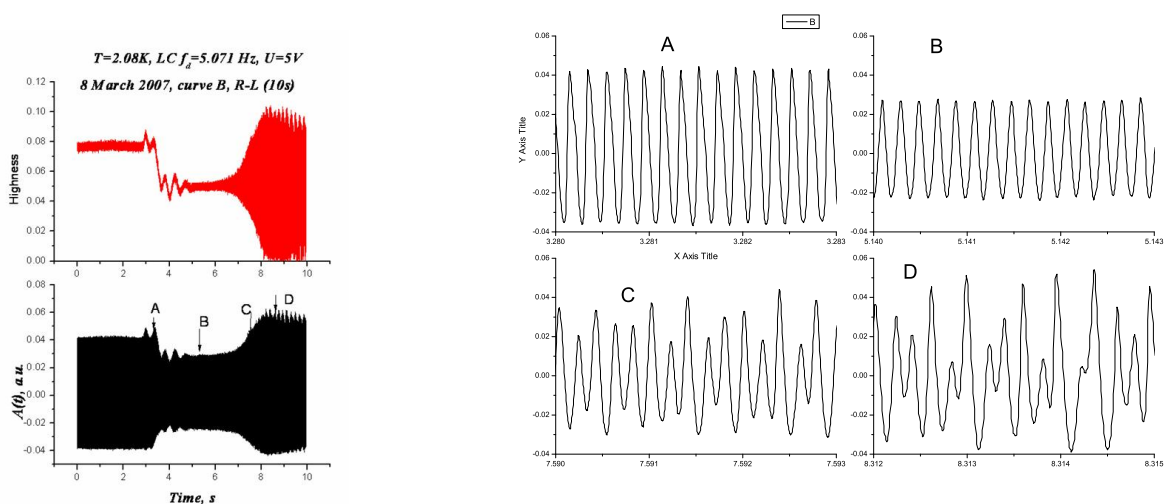 T=2.08K, LC f_d=5.071 Hz, U=5V
8 March 2007, curve B, R-L (10s)
0.12
0.10
0.08
0.06
0.04
0.02
0.00
Highness
0 2 4 6 8 10
0.08
0.06
0.04
0.02
0.00
-0.02
-0.04
A(t), a.u.
A
B
C
D
0 2 4 6 8 10
Time, s
B
A
0.06
0.04
0.02
0.00
-0.02
-0.04
Y Axis Title
3.280 3.281 3.282 3.283
X Axis Title
B
0.06
0.04
0.02
0.00
-0.02
-0.04
5.140 5.141 5.142 5.143
C
0.06
0.04
0.02
0.00
-0.02
-0.04
7.590 7.591 7.592 7.593
D
0.06
0.04
0.02
0.00
-0.02
-0.04
8.312 8.313 8.314 8.315